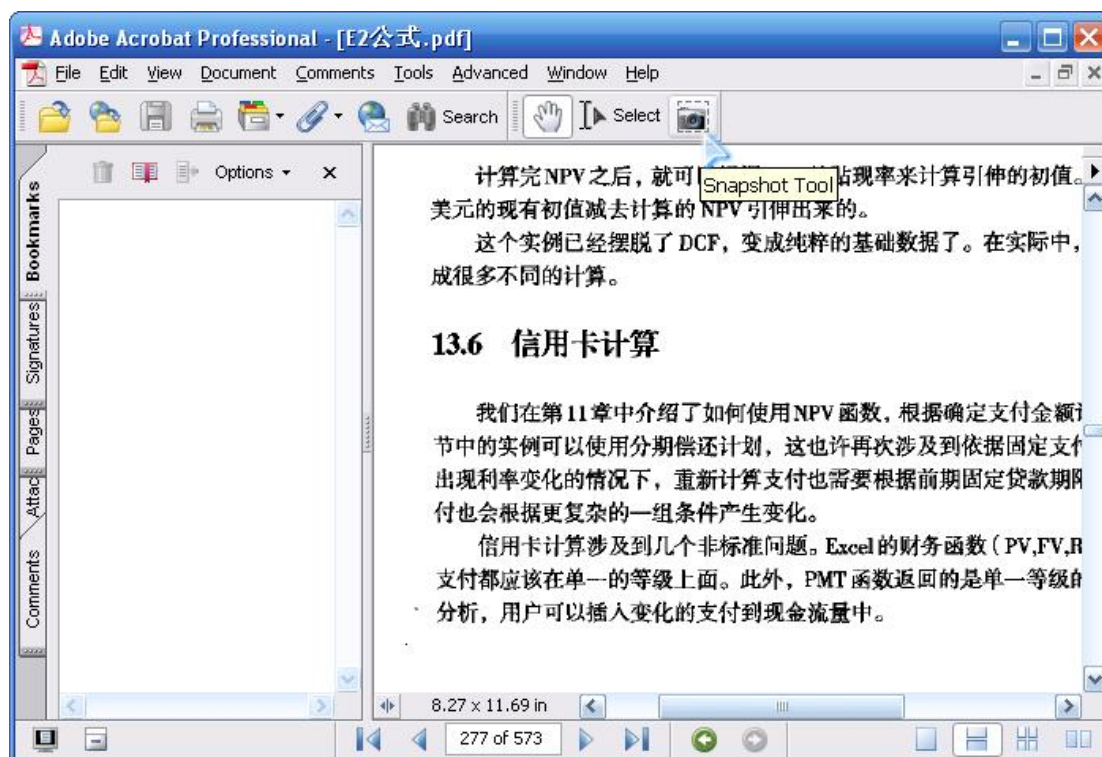 Adobe Acrobat Professional - [E2公式.pdf]
File Edit View Document Comments Tools Advanced Window Help
Search Select
Snapshot Tool
Options
Bookmarks
Signatures
Pages
Attac
Comments
计算完NPV之后，就可 贴现率来计算引伸的初值。
美元的现有初值减去计算的NPV引伸出来的。
这个实例已经摆脱了DCF，变成纯粹的基础数据了。在实际中，
成很多不同的计算。
13.6 信用卡计算
我们在第11章中介绍了如何使用NPV函数，根据确定支付金额
节中的实例可以使用分期偿还计划，这也许再次涉及到依据固定支付
出现利率变化的情况下，重新计算支付也需要根据前期固定贷款期限
付也会根据更复杂的一组条件产生变化。
信用卡计算涉及到几个非标准问题。Excel的财务函数（PV,FV,R
支付都应该在单一的等级上面。此外，PMT函数返回的是单一等级的
分析，用户可以插入变化的支付到现金流量中。
8.27 x 11.69 in
277 of 573